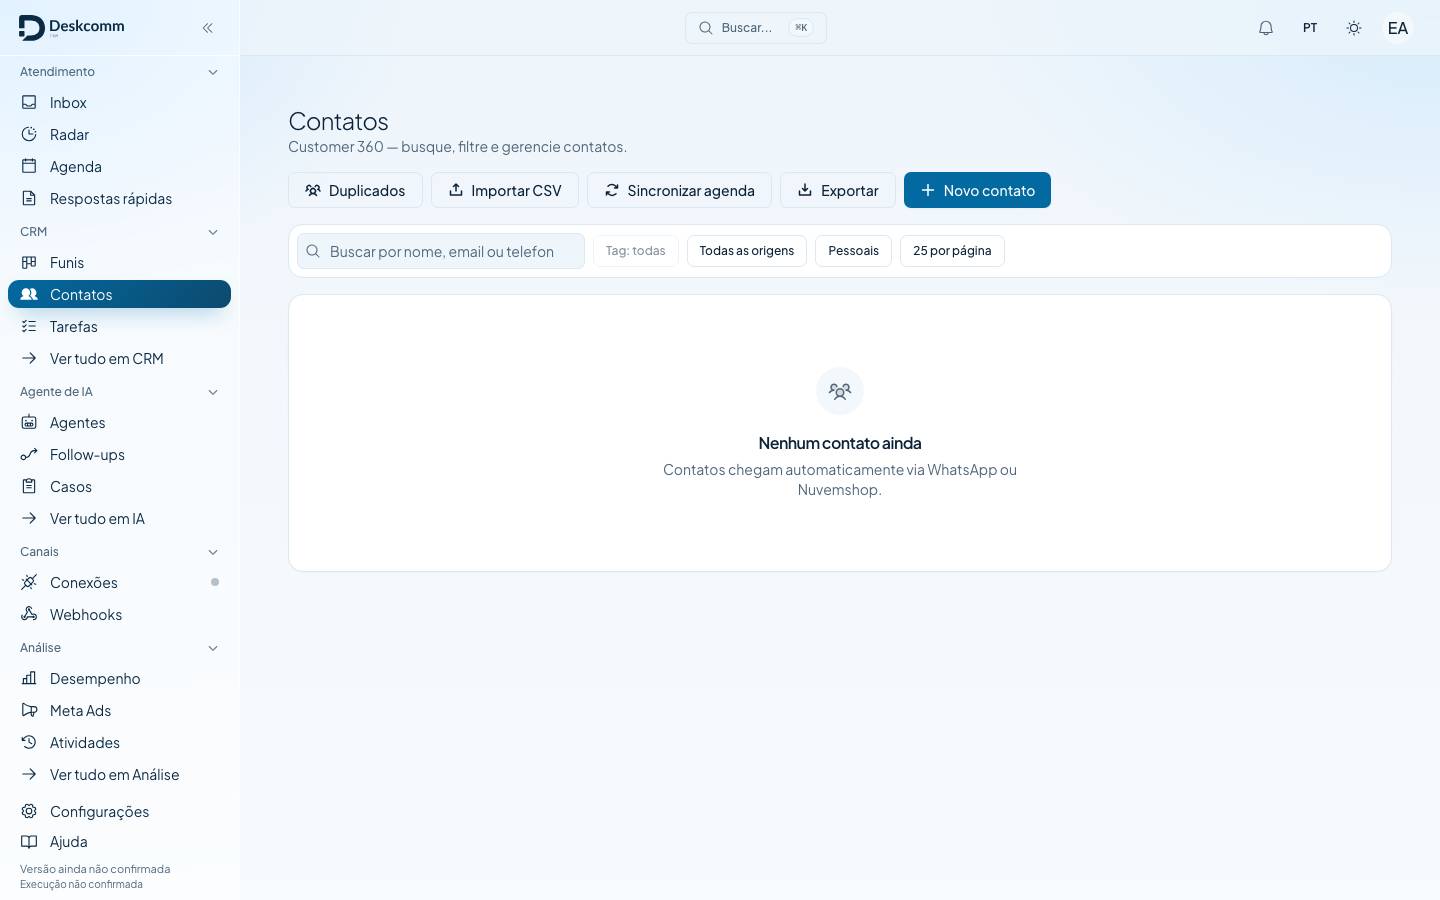 Deskcomm
Buscar...
⌘K
PT
EA
Atendimento
Inbox
Radar
Agenda
Respostas rápidas
CRM
Funis
Contatos
Tarefas
Ver tudo em CRM
Agente de IA
Agentes
Follow-ups
Casos
Ver tudo em IA
Canais
Conexões
Webhooks
Análise
Desempenho
Meta Ads
Atividades
Ver tudo em Análise
Configurações
Ajuda
Versão ainda não confirmada
Execução não confirmada
Contatos
Customer 360 — busque, filtre e gerencie contatos.
Duplicados
Importar CSV
Sincronizar agenda
Exportar
Novo contato
Buscar por nome, email ou telefon
Tag: todas
Todas as origens
Pessoais
25 por página
Nenhum contato ainda
Contatos chegam automaticamente via WhatsApp ou
Nuvemshop.